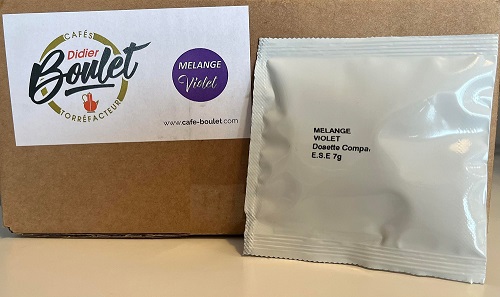 CAFÉS
Didier
Boulet
TORRÉFACTEUR
MELANGE
Violet
www.cafe-boulet.com
MELANGE
VIOLET
Dosette Compa.
E.S.E 7g